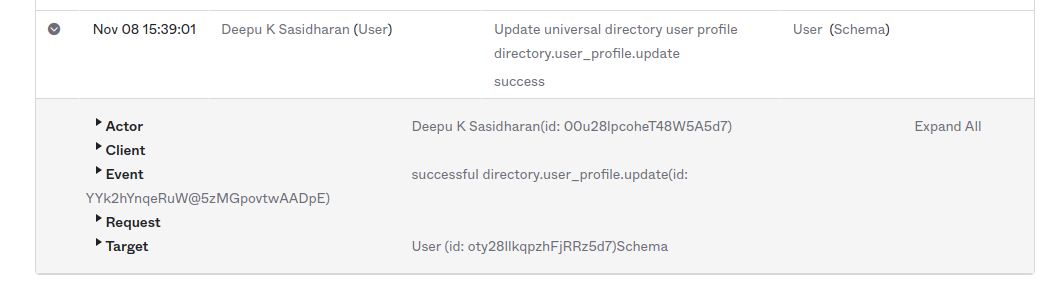 Nov 08 15:39:01 Deepu K Sasidharan (User) Update universal directory user profile User (Schema)
directory.user_profile.update
success
Actor Deepu K Sasidharan(id: 00u28lpcoheT48W5A5d7) Expand All
Client
Event successful directory.user_profile.update(id:
YYk2hYnqeRuW@5zMGpovtwAADpE)
Request
Target User (id: oty28llkqpzhFjRRz5d7)Schema